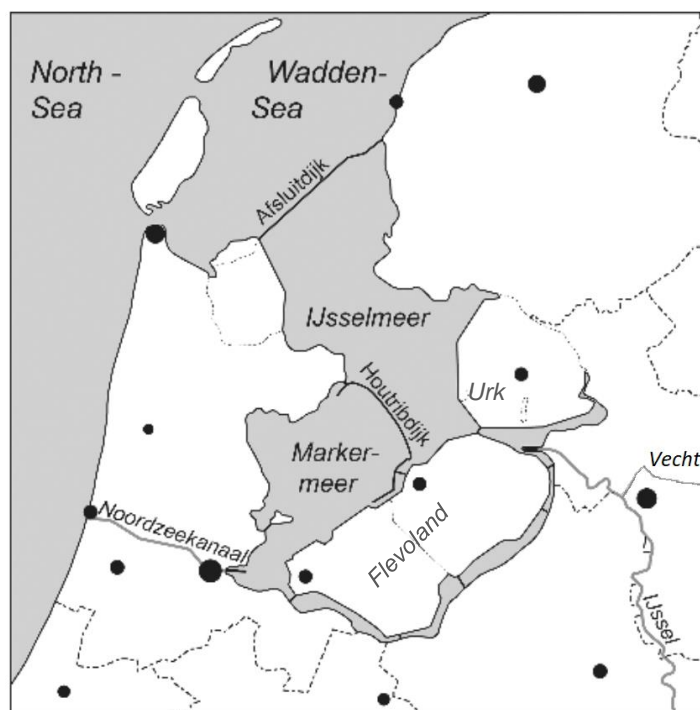 North -
Sea
Wadden-
Sea
Afsluitdijk
IJsselmeer
Houtribdijk
Urk
Marker-
meer
Vecht
Noordzeekanaal
Flevoland
IJssel